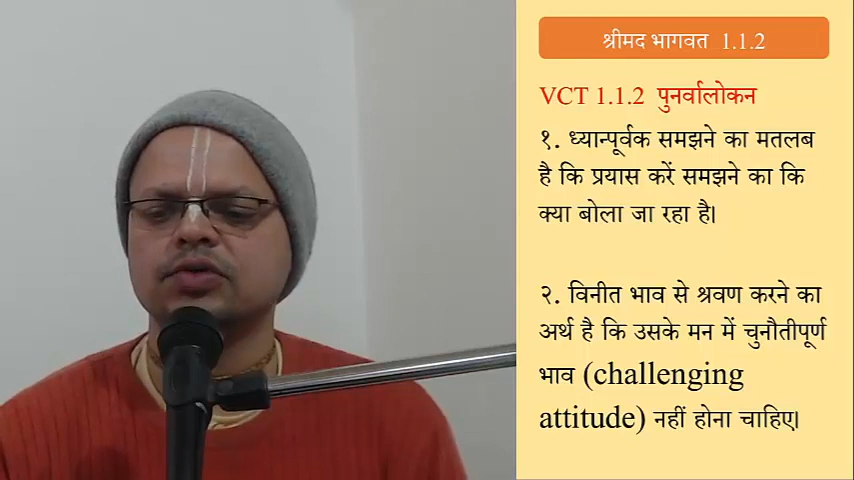 श्रीमद भागवत 1.1.2
VCT 1.1.2 पुनर्वालोकन
१. ध्यान्पूर्वक समझने का मतलब
है कि प्रयास करें समझने का कि
क्या बोला जा रहा है।
२. विनीत भाव से श्रवण करने का
अर्थ है कि उसके मन में चुनौतीपूर्ण
भाव (challenging
attitude) नहीं होना चाहिए।